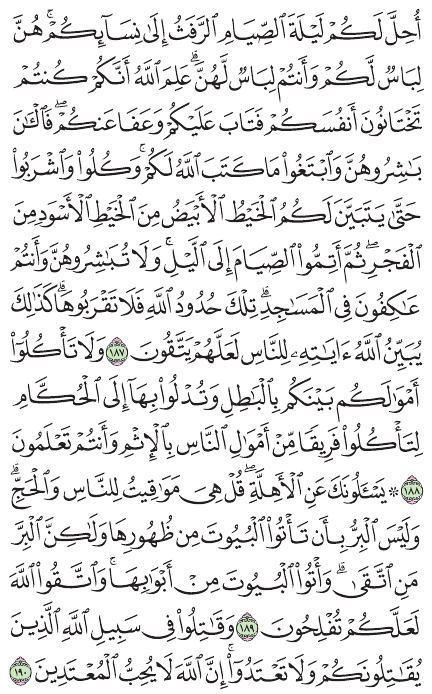 أُحِلَّ لَكُمْ لَيْلَةَ ٱلصِّيَامِ ٱلرَّفَثُ إِلَىٰ نِسَآئِكُمْ ۚ هُنَّ
لِبَاسٌ لَّكُمْ وَأَنتُمْ لِبَاسٌ لَّهُنَّ ۗ عَلِمَ ٱللَّهُ أَنَّكُمْ كُنتُمْ
تَخْتَانُونَ أَنفُسَكُمْ فَتَابَ عَلَيْكُمْ وَعَفَا عَنكُمْ ۖ فَٱلْـَٰٔنَ
بَـٰشِرُوهُنَّ وَٱبْتَغُوا۟ مَا كَتَبَ ٱللَّهُ لَكُمْ ۚ وَكُلُوا۟ وَٱشْرَبُوا۟
حَتَّىٰ يَتَبَيَّنَ لَكُمُ ٱلْخَيْطُ ٱلْأَبْيَضُ مِنَ ٱلْخَيْطِ ٱلْأَسْوَدِ مِنَ
ٱلْفَجْرِ ۖ ثُمَّ أَتِمُّوا۟ ٱلصِّيَامَ إِلَى ٱلَّيْلِ ۚ وَلَا تُبَـٰشِرُوهُنَّ وَأَنتُمْ
عَـٰكِفُونَ فِى ٱلْمَسَـٰجِدِ ۗ تِلْكَ حُدُودُ ٱللَّهِ فَلَا تَقْرَبُوهَا ۗ كَذَٰلِكَ
يُبَيِّنُ ٱللَّهُ ءَايَـٰتِهِۦ لِلنَّاسِ لَعَلَّهُمْ يَتَّقُونَ ١٨٧ وَلَا تَأْكُلُوٓا۟
أَمْوَٰلَكُم بَيْنَكُم بِٱلْبَـٰطِلِ وَتُدْلُوا۟ بِهَآ إِلَى ٱلْحُكَّامِ
لِتَأْكُلُوا۟ فَرِيقًا مِّنْ أَمْوَٰلِ ٱلنَّاسِ بِٱلْإِثْمِ وَأَنتُمْ تَعْلَمُونَ
١٨٨ ۞ يَسْـَٔلُونَكَ عَنِ ٱلْأَهِلَّةِ ۖ قُلْ هِىَ مَوَٰقِيتُ لِلنَّاسِ وَٱلْحَجِّ ۗ
وَلَيْسَ ٱلْبِرُّ بِأَن تَأْتُوا۟ ٱلْبُيُوتَ مِن ظُهُورِهَا وَلَـٰكِنَّ ٱلْبِرَّ
مَنِ ٱتَّقَىٰ ۗ وَأْتُوا۟ ٱلْبُيُوتَ مِنْ أَبْوَٰبِهَا ۚ وَٱتَّقُوا۟ ٱللَّهَ
لَعَلَّكُمْ تُفْلِحُونَ ١٨٩ وَقَـٰتِلُوا۟ فِى سَبِيلِ ٱللَّهِ ٱلَّذِينَ
يُقَـٰتِلُونَكُمْ وَلَا تَعْتَدُوٓا۟ ۚ إِنَّ ٱللَّهَ لَا يُحِبُّ ٱلْمُعْتَدِينَ ١٩٠